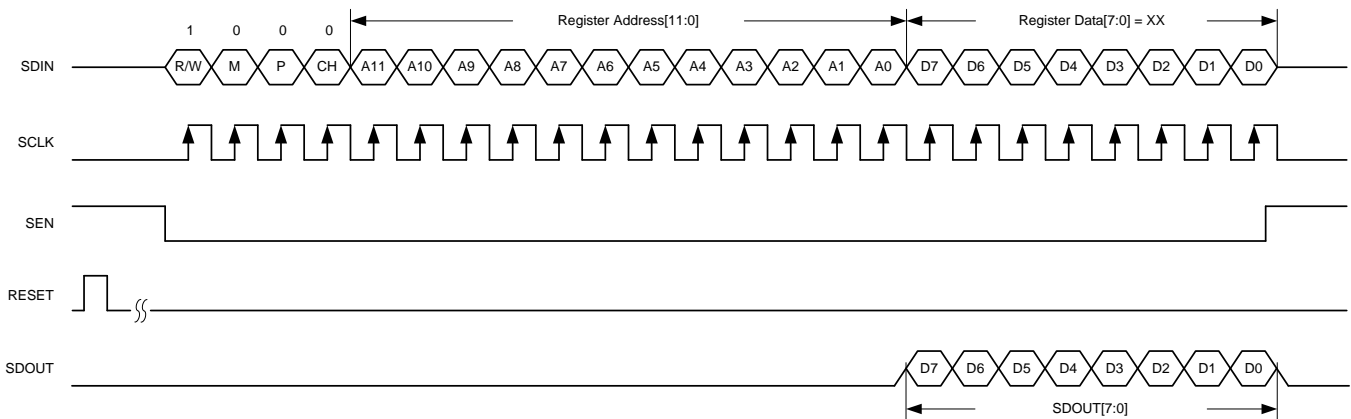 1 0 0 0 Register Address[11:0] Register Data[7:0] = XX
SDIN R/W M P CH A11 A10 A9 A8 A7 A6 A5 A4 A3 A2 A1 A0 D7 D6 D5 D4 D3 D2 D1 D0
SCLK
SEN
RESET
SDOUT D7 D6 D5 D4 D3 D2 D1 D0
SDOUT[7:0]